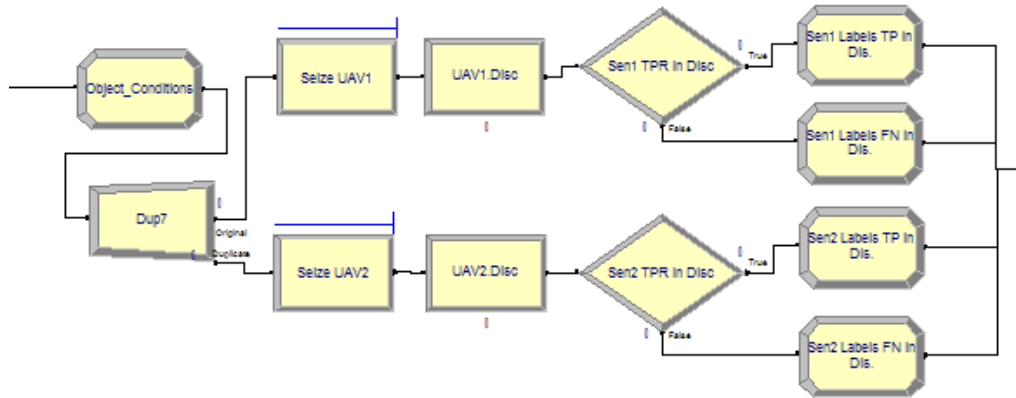 Object_Conditions
Dup7
Original
Duplicate
Seize UAV1
UAV1.Disc
Sen1 TPR In Disc
True
False
Sen1 Labels TP In
Dis.
Sen1 Labels FN In
Dis.
Seize UAV2
UAV2.Disc
Sen2 TPR In Disc
True
False
Sen2 Labels TP In
Dis.
Sen2 Labels FN In
Dis.